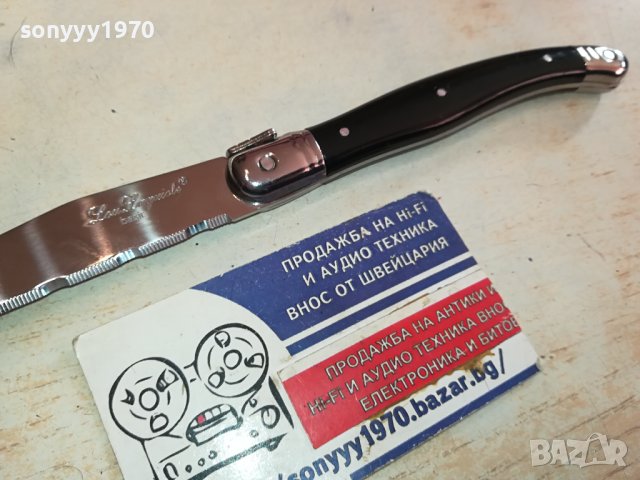 sonyyy1970
ПРОДАЖБА НА Hi-Fi
И АУДИО ТЕХНИКА
ВНОС ОТ ШВЕЙЦАРИЯ
ПРОДАЖБА НА АНТИКИ И
Hi-Fi И АУДИО ТЕХНИКА ВНО
ЕЛЕКТРОНИКА И БИТОВ
/sonyyy1970.bazar.bg/
BAZAR